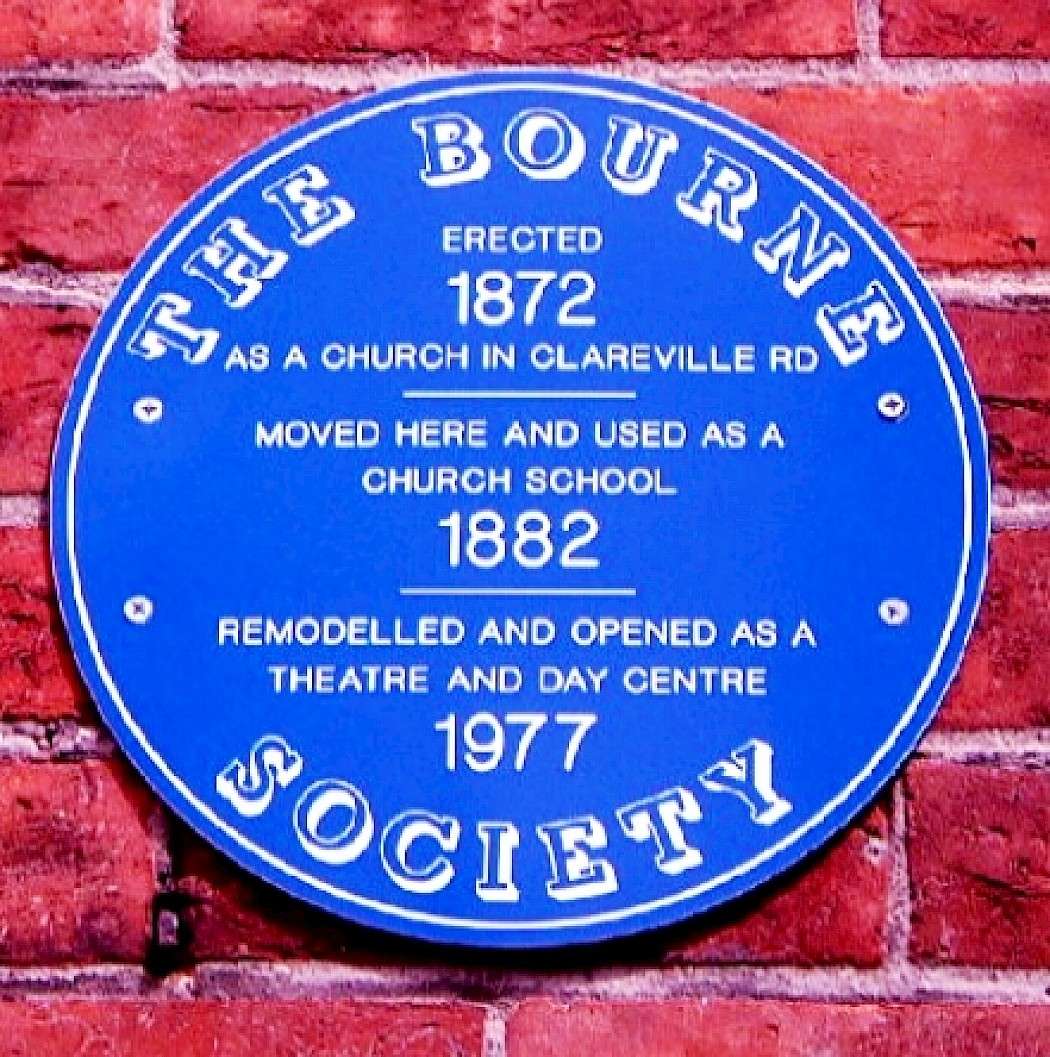 THE BOURNE
ERECTED
1872
AS A CHURCH IN CLAREVILLE RD
MOVED HERE AND USED AS A
CHURCH SCHOOL
1882
REMODELLED AND OPENED AS A
THEATRE AND DAY CENTRE
1977
SOCIETY